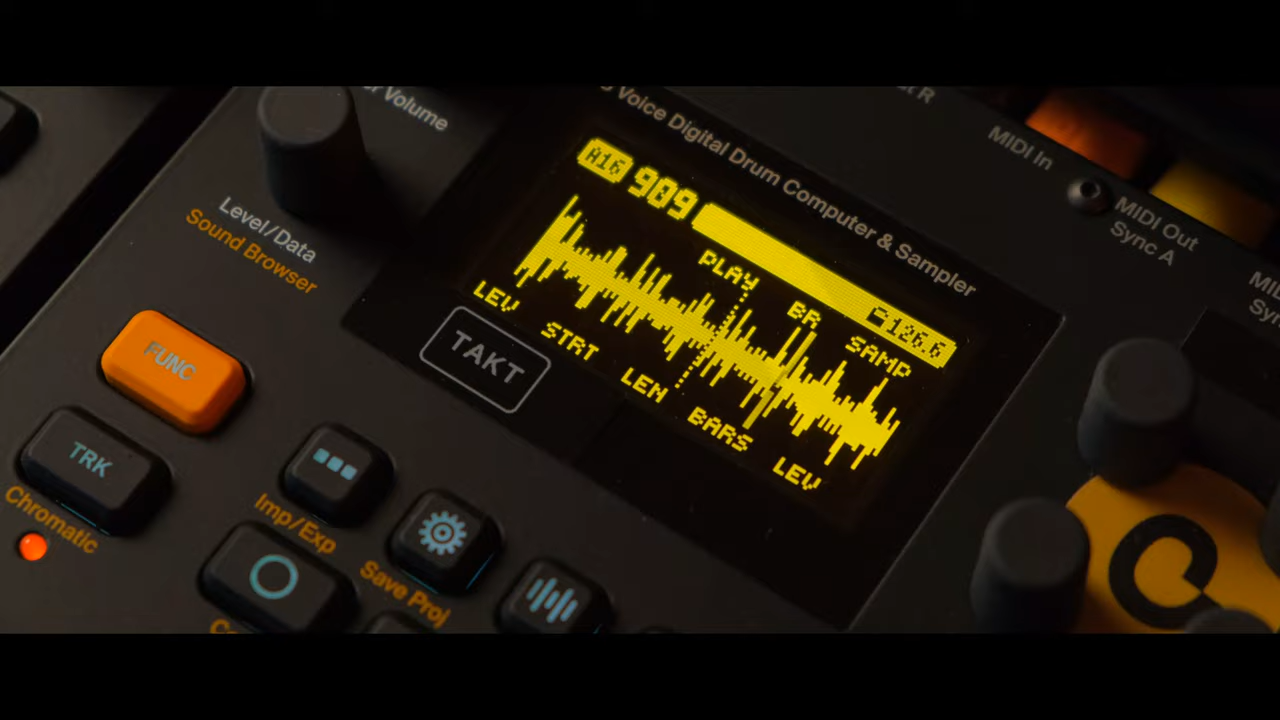 Volume
Voice Digital Drum Computer & Sampler
R
MIDI In
MIDI Out
Sync A
Level/Data
Sound Browser
A16 909
126.6
PLAY BR SAMP
LEV STRT LEN BARS LEV
TAKT
FUNC
TRK
Chromatic
Imp/Exp
Save Proj